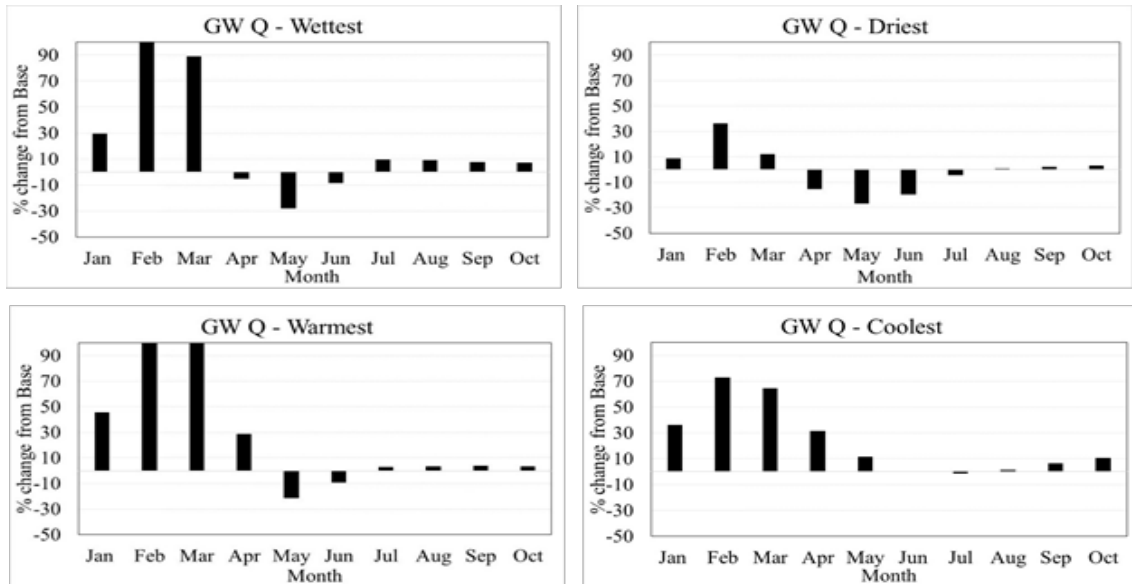 GW Q - Wettest
% change from Base
90
70
50
30
10
-10
-30
-50
Jan Feb Mar Apr May Jun Jul Aug Sep Oct
Month
GW Q - Driest
% change from Base
90
70
50
30
10
-10
-30
-50
Jan Feb Mar Apr May Jun Jul Aug Sep Oct
Month
GW Q - Warmest
% change from Base
90
70
50
30
10
-10
-30
-50
Jan Feb Mar Apr May Jun Jul Aug Sep Oct
Month
GW Q - Coolest
% change from Base
90
70
50
30
10
-10
-30
-50
Jan Feb Mar Apr May Jun Jul Aug Sep Oct
Month